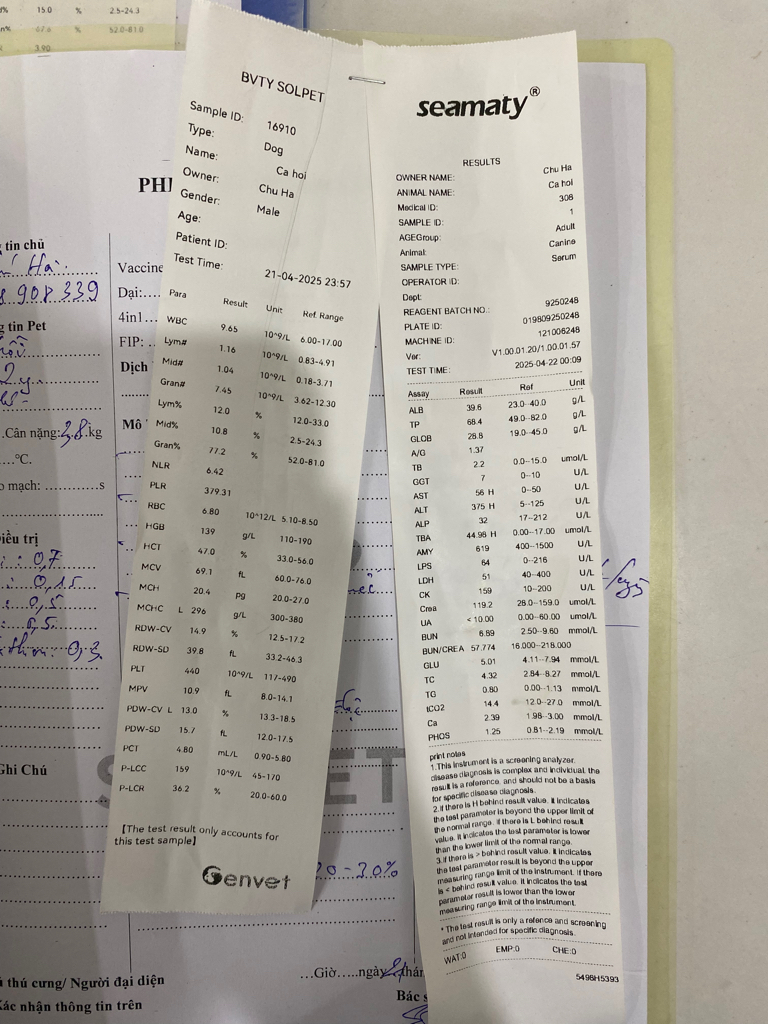 15.0 % 2.5-24.3
67.6 % 52.0-81.0
3.90
BVTY SOLPET
Sample ID: 16910
Type: Dog
Name: Ca hoi
Owner: Chu Ha
Gender: Male
Age:
Patient ID:
Test Time: 21-04-2025 23:57
Para Result Unit Ref. Range
WBC 9.65 10^9/L 6.00-17.00
Lym# 1.16 10^9/L 0.83-4.91
Mid# 1.04 10^9/L 0.18-3.71
Gran# 7.45 10^9/L 3.62-12.30
Lym% 12.0 % 12.0-33.0
Mid% 10.8 % 2.5-24.3
Gran% 77.2 % 52.0-81.0
NLR 6.42
PLR 379.31
RBC 6.80 10^12/L 5.10-8.50
HGB 139 g/L 110-190
HCT 47.0 % 33.0-56.0
MCV 69.1 fL 60.0-76.0
MCH 20.4 pg 20.0-27.0
MCHC L 296 g/L 300-380
RDW-CV 14.9 % 12.5-17.2
RDW-SD 39.8 fL 33.2-46.3
PLT 440 10^9/L 117-490
MPV 10.9 fL 8.0-14.1
PDW-CV L 13.0 % 13.3-18.5
PDW-SD 15.7 fL 12.0-17.5
PCT 4.80 mL/L 0.90-5.80
P-LCC 159 10^9/L 45-170
P-LCR 36.2 % 20.0-60.0
【The test result only accounts for
this test sample】
Genvet
seamaty®
RESULTS
OWNER NAME: Chu Ha
ANIMAL NAME: Ca hoi
Medical ID: 306
SAMPLE ID: 1
AGEGroup: Adult
Animal: Canine
SAMPLE TYPE: Serum
OPERATOR ID:
Dept:
REAGENT BATCH NO.: 9250248
PLATE ID: 019809250248
MACHINE ID: 121006248
Ver: V1.00.01.20/1.00.01.57
TEST TIME: 2025-04-22 00:09
Assay Result Ref Unit
ALB 39.6 23.0--40.0 g/L
TP 68.4 49.0--82.0 g/L
GLOB 28.8 19.0--45.0 g/L
A/G 1.37
TB 2.2 0.0--15.0 umol/L
GGT 7 0--10 U/L
AST 56 H 0--50 U/L
ALT 375 H 5--125 U/L
ALP 32 17--212 U/L
TBA 44.98 H 0.00--17.00 umol/L
AMY 619 400--1500 U/L
LPS 64 0--216 U/L
LDH 51 40--400 U/L
CK 159 10--200 U/L
Crea 119.2 28.0--159.0 umol/L
UA < 10.00 0.00--60.00 umol/L
BUN 6.89 2.50--9.60 mmol/L
BUN/CREA 57.774 16.000--218.000
GLU 5.01 4.11--7.94 mmol/L
TC 4.32 2.84--8.27 mmol/L
TG 0.80 0.00--1.13 mmol/L
tCO2 14.4 12.0--27.0 mmol/L
Ca 2.39 1.98--3.00 mmol/L
PHOS 1.25 0.81--2.19 mmol/L
print notes
1.This instrument is a screening analyzer,
disease diagnosis is complex and individual, the
result is a reference, and should not be a basis
for specific disease diagnosis.
2.if there is H behind result value. It indicates
the test parameter is beyond the upper limit of
the normal range. If there is L behind result
value. It indicates the test parameter is lower
than the lower limit of the normal range.
3.If there is > behind result value. It indicates
the test parameter result is beyond the upper
measuring range limit of the instrument. If there
is < behind result value. It indicates the test
parameter result is lower than the lower
measuring range limit of the instrument.
* The test result is only a refence and screening
and not intended for specific diagnosis.
WAT:0 EMP:0 CHE:0
5498H5393
PHI
g tin chủ
Hà
908 339
Vaccine
Dại:....
4in1...
FIP:
ng tin Pet
2y
Dịch
Mô
Cân nặng: 3.8 kg
°C.
mạch: s
iều trị
: 0,7
: 0,15
: 0,5
: 0,5
0,3
Ghi Chú
ET
20-30%
...Giờ.....ngày
thán
thú cưng/ Người đại diện
ác nhận thông tin trên
Bác s